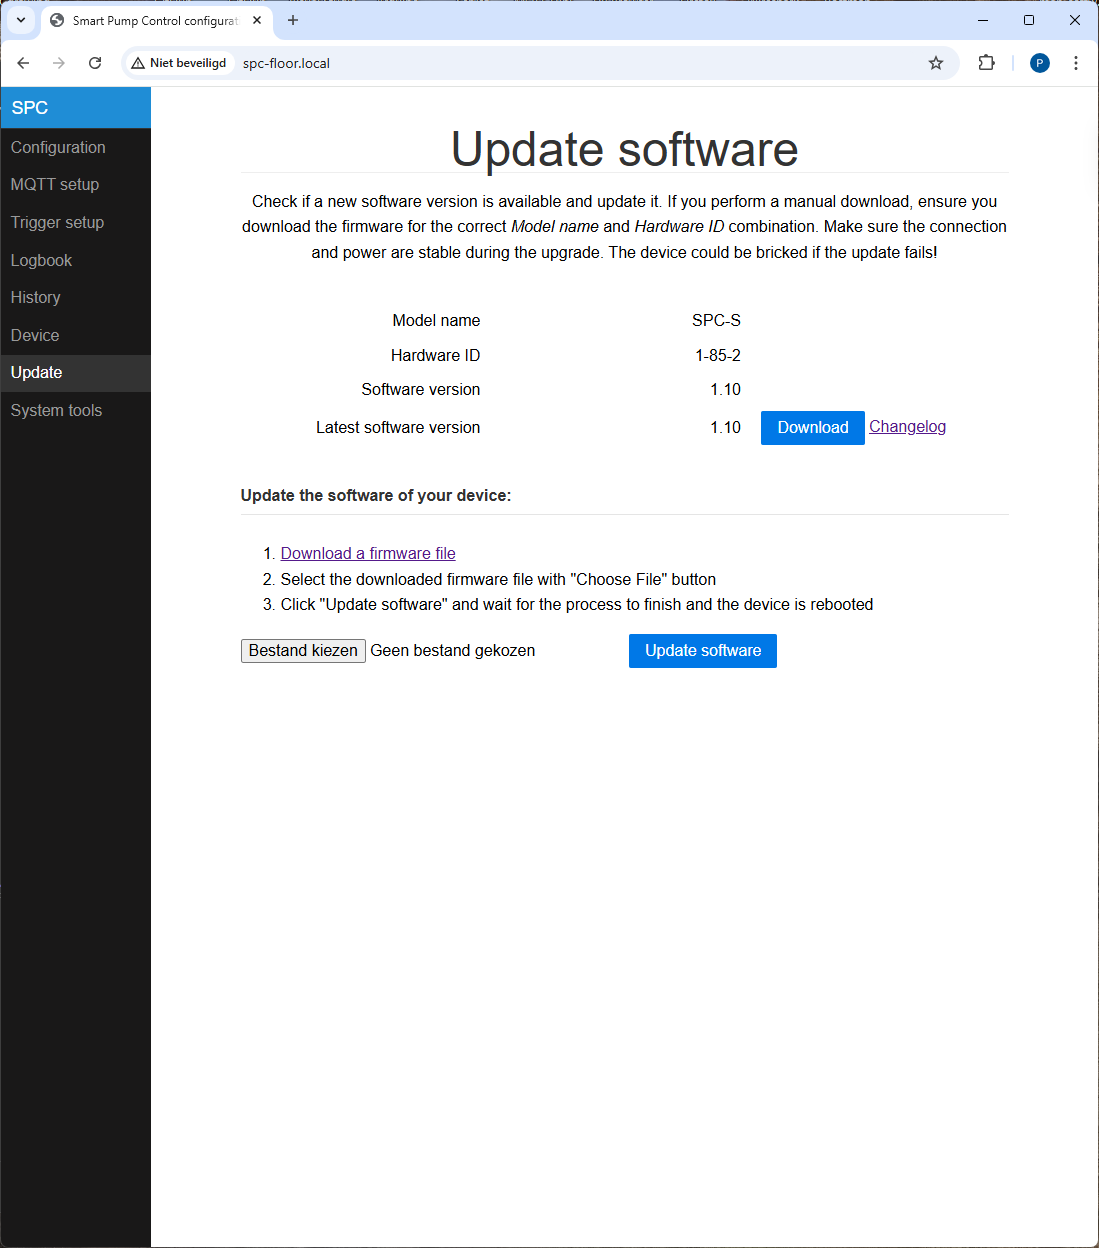 Smart Pump Control configurat
Niet beveiligd spc-floor.local
P
SPC
Configuration
MQTT setup
Trigger setup
Logbook
History
Device
Update
System tools
Update software
Check if a new software version is available and update it. If you perform a manual download, ensure you
download the firmware for the correct Model name and Hardware ID combination. Make sure the connection
and power are stable during the upgrade. The device could be bricked if the update fails!
Model name SPC-S
Hardware ID 1-85-2
Software version 1.10
Latest software version 1.10 Download Changelog
Update the software of your device:
1. Download a firmware file
2. Select the downloaded firmware file with "Choose File" button
3. Click "Update software" and wait for the process to finish and the device is rebooted
Bestand kiezen Geen bestand gekozen Update software